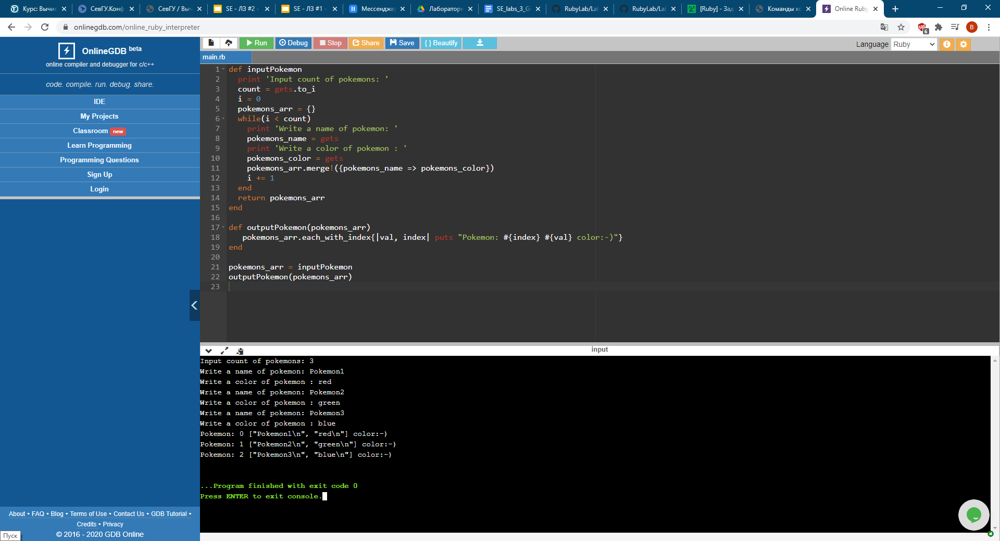 Курс: Вычис
СевГУ.Конф
СевГУ / Выч
SE - ЛЗ #2 -
SE - ЛЗ #1 -
Мессендже
Лаборатор
SE_labs_3_G
RubyLab/La
RubyLab/La
[Ruby] - Зад
Команды ко
Online Ruby
onlinegdb.com/online_ruby_interpreter
6
B
OnlineGDB beta
online compiler and debugger for c/c++
code. compile. run. debug. share.
IDE
My Projects
Classroom new
Learn Programming
Programming Questions
Sign Up
Login
About • FAQ • Blog • Terms of Use • Contact Us • GDB Tutorial •
Credits • Privacy
© 2016 - 2020 GDB Online
Пуск
Run Debug Stop Share Save { } Beautify
Language Ruby
main.rb
1 def inputPokemon
2 print 'Input count of pokemons: '
3 count = gets.to_i
4 i = 0
5 pokemons_arr = {}
6 while(i < count)
7 print 'Write a name of pokemon: '
8 pokemons_name = gets
9 print 'Write a color of pokemon : '
10 pokemons_color = gets
11 pokemons_arr.merge!({pokemons_name => pokemons_color})
12 i += 1
13 end
14 return pokemons_arr
15 end
16
17 def outputPokemon(pokemons_arr)
18 pokemons_arr.each_with_index{|val, index| puts "Pokemon: #{index} #{val} color:-)"}
19 end
20
21 pokemons_arr = inputPokemon
22 outputPokemon(pokemons_arr)
23
input
Input count of pokemons: 3
Write a name of pokemon: Pokemon1
Write a color of pokemon : red
Write a name of pokemon: Pokemon2
Write a color of pokemon : green
Write a name of pokemon: Pokemon3
Write a color of pokemon : blue
Pokemon: 0 ["Pokemon1\n", "red\n"] color:-)
Pokemon: 1 ["Pokemon2\n", "green\n"] color:-)
Pokemon: 2 ["Pokemon3\n", "blue\n"] color:-)
...Program finished with exit code 0
Press ENTER to exit console.